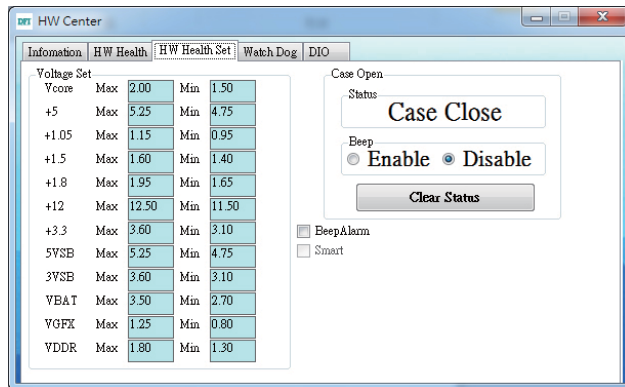 DFI HW Center
Infomation HW Health HW Health Set Watch Dog DIO
Voltage Set
Vcore Max 2.00 Min 1.50
+5 Max 5.25 Min 4.75
+1.05 Max 1.15 Min 0.95
+1.5 Max 1.60 Min 1.40
+1.8 Max 1.95 Min 1.65
+12 Max 12.50 Min 11.50
+3.3 Max 3.60 Min 3.10
5VSB Max 5.25 Min 4.75
3VSB Max 3.60 Min 3.10
VBAT Max 3.50 Min 2.70
VGFX Max 1.25 Min 0.80
VDDR Max 1.80 Min 1.30
Case Open
Status
Case Close
Beep
Enable Disable
Clear Status
BeepAlarm
Smart